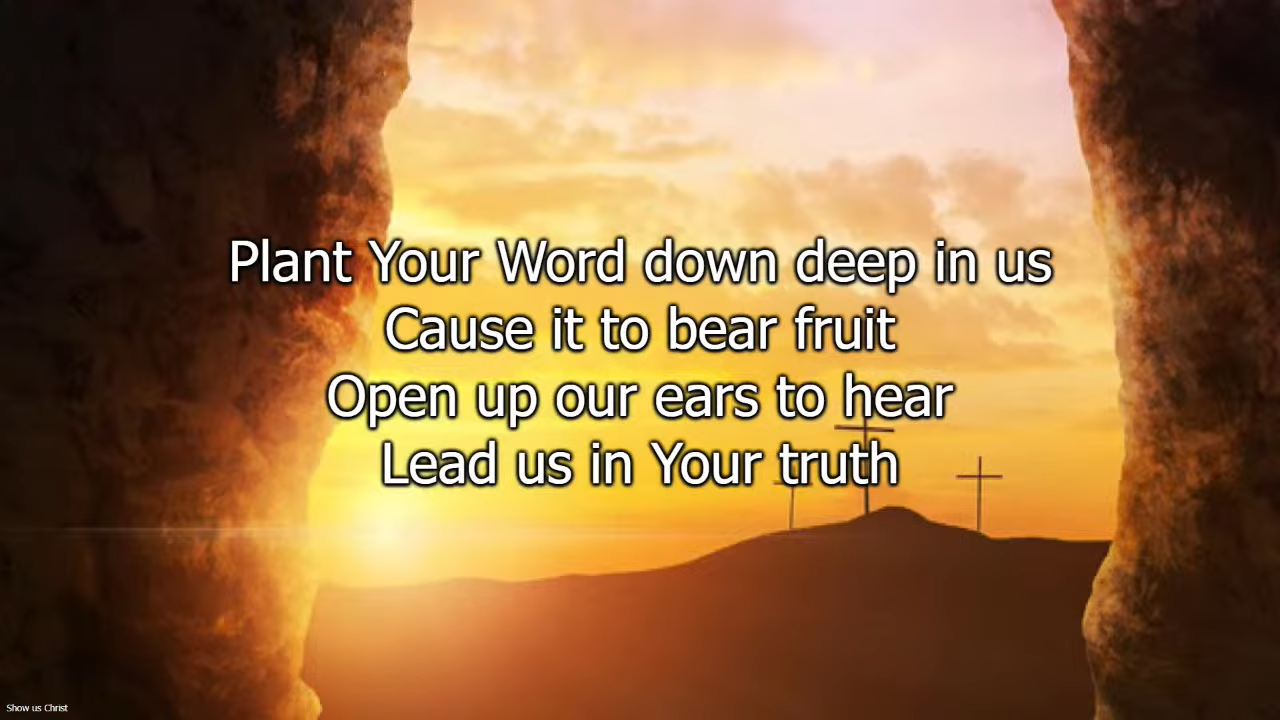 Plant Your Word down deep in us
Cause it to bear fruit
Open up our ears to hear
Lead us in Your truth
Show us Christ